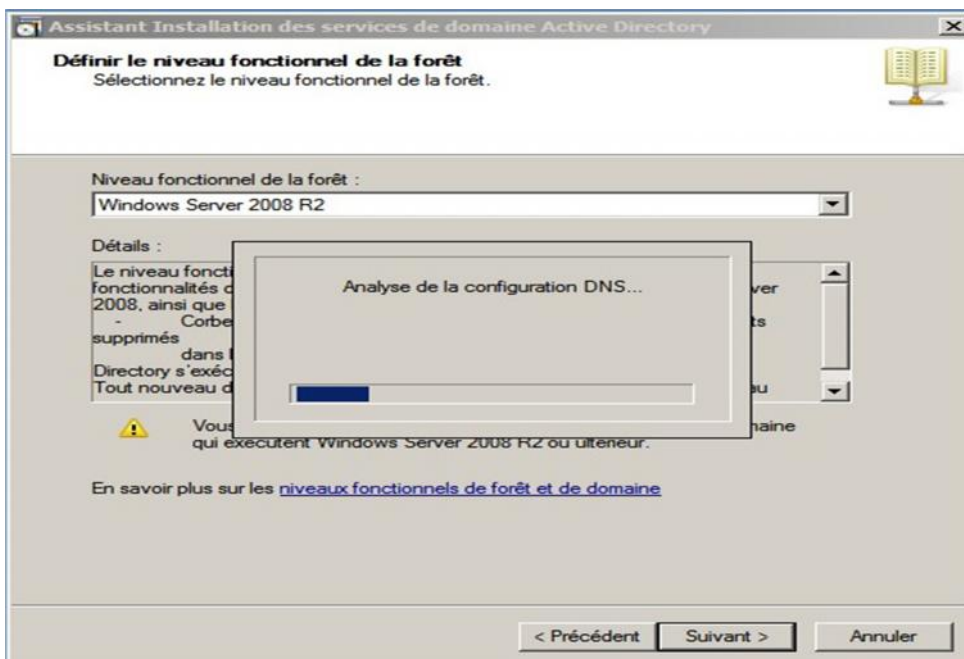 Assistant Installation des services de domaine Active Directory
Définir le niveau fonctionnel de la forêt
Sélectionnez le niveau fonctionnel de la forêt.
Niveau fonctionnel de la forêt :
Windows Server 2008 R2
Détails :
Le niveau foncti
fonctionnalités d ver
2008, ainsi que
- Corbe ts
supprimés
dans l
Directory s'exéc
Tout nouveau d au
Analyse de la configuration DNS...
Vous naine
qui exécutent Windows Server 2008 R2 ou ultérieur.
En savoir plus sur les niveaux fonctionnels de forêt et de domaine
< Précédent
Suivant >
Annuler